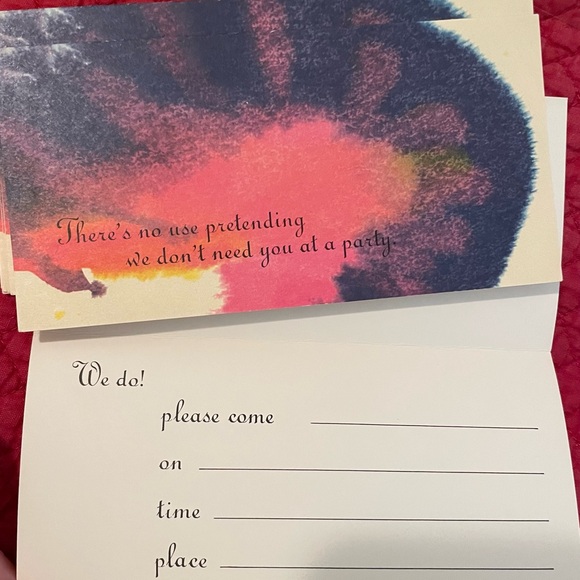 There's no use pretending
we don't need you at a party.
We do!
please come
on
time
place